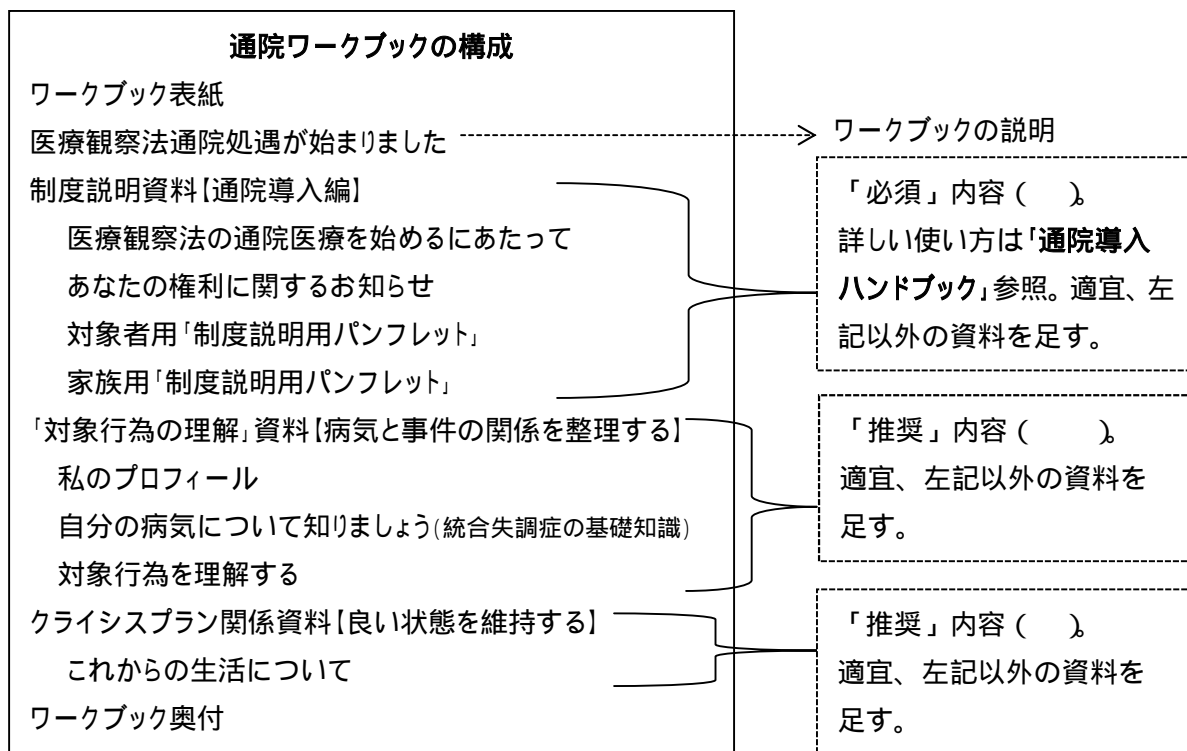 通院ワークブックの構成
ワークブック表紙
医療観察法通院処遇が始まりました
制度説明資料【通院導入編】
医療観察法の通院医療を始めるにあたって
あなたの権利に関するお知らせ
対象者用「制度説明用パンフレット」
家族用「制度説明用パンフレット」
「対象行為の理解」資料【病気と事件の関係を整理する】
私のプロフィール
自分の病気について知りましょう(統合失調症の基礎知識)
対象行為を理解する
クライシスプラン関係資料【良い状態を維持する】
これからの生活について
ワークブック奥付
ワークブックの説明
「必須」内容(　)。
詳しい使い方は「通院導入
ハンドブック」参照。適宜、左
記以外の資料を足す。
「推奨」内容(　　)。
適宜、左記以外の資料を
足す。
「推奨」内容(　)。
適宜、左記以外の資料を
足す。